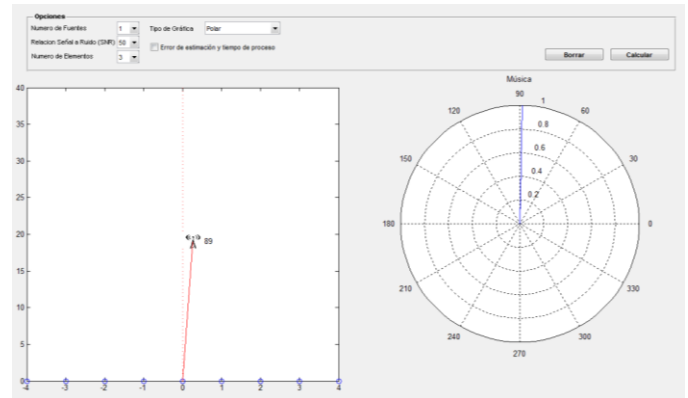 Opciones
Numero de Fuentes 1 Tipo de Gráfica Polar
Relacion Señal a Ruido (SNR) 50 Error de estimación y tiempo de proceso
Numero de Elementos 3
Borrar Calcular
40
35
30
25
20
15
10
5
0
-4 -3 -2 -1 0 1 2 3 4
89
Música
90
120 1 60
0.8
0.6
150 0.4 30
0.2
180 0
210 330
240 300
270